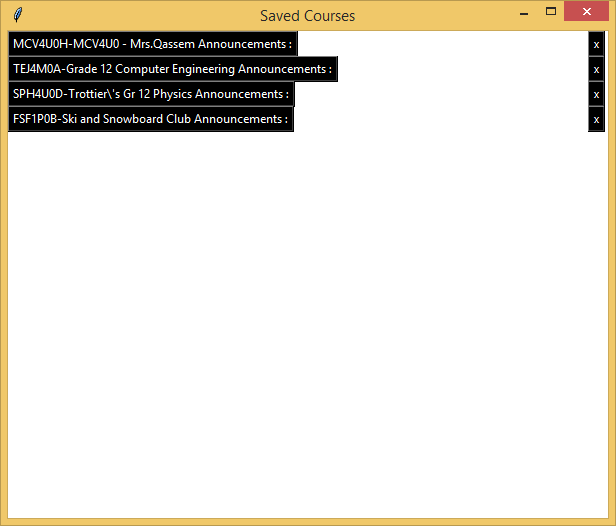 Saved Courses
MCV4U0H-MCV4U0 - Mrs.Qassem Announcements : x
TEJ4M0A-Grade 12 Computer Engineering Announcements : x
SPH4U0D-Trottier\'s Gr 12 Physics Announcements : x
FSF1P0B-Ski and Snowboard Club Announcements : x